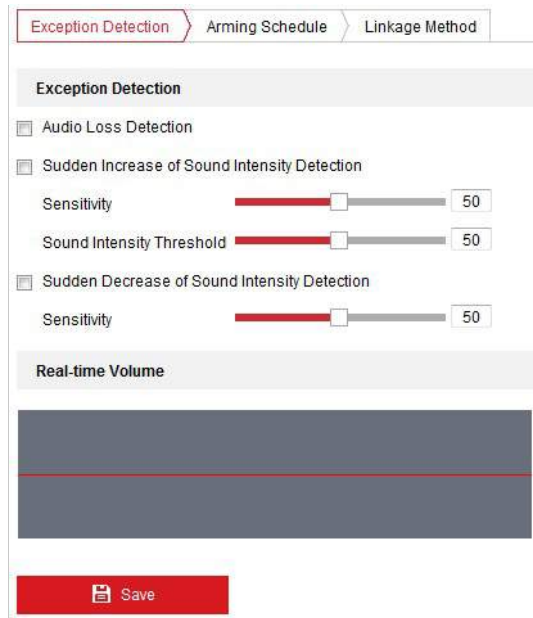 Exception Detection Arming Schedule Linkage Method
Exception Detection
Audio Loss Detection
Sudden Increase of Sound Intensity Detection
Sensitivity 50
Sound Intensity Threshold 50
Sudden Decrease of Sound Intensity Detection
Sensitivity 50
Real-time Volume
Save